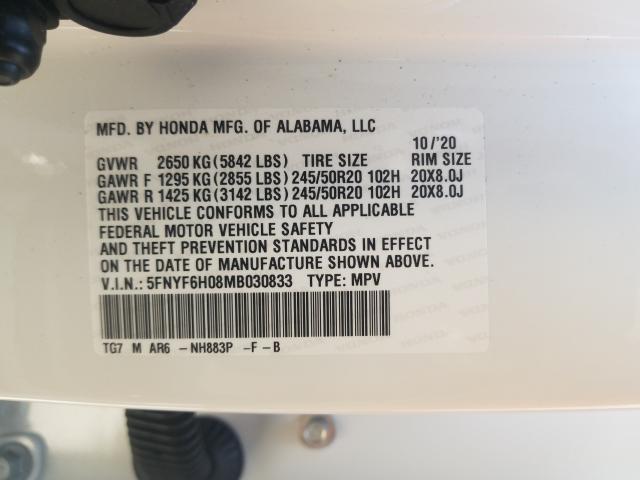 MFD. BY HONDA MFG. OF ALABAMA, LLC
10/'20
GVWR 2650 KG (5842 LBS) TIRE SIZE RIM SIZE
GAWR F 1295 KG (2855 LBS) 245/50R20 102H 20X8.0J
GAWR R 1425 KG (3142 LBS) 245/50R20 102H 20X8.0J
THIS VEHICLE CONFORMS TO ALL APPLICABLE
FEDERAL MOTOR VEHICLE SAFETY
AND THEFT PREVENTION STANDARDS IN EFFECT
ON THE DATE OF MANUFACTURE SHOWN ABOVE.
V.I.N.: 5FNYF6H08MB030833 TYPE: MPV
TG7 M AR6 -NH883P -F-B